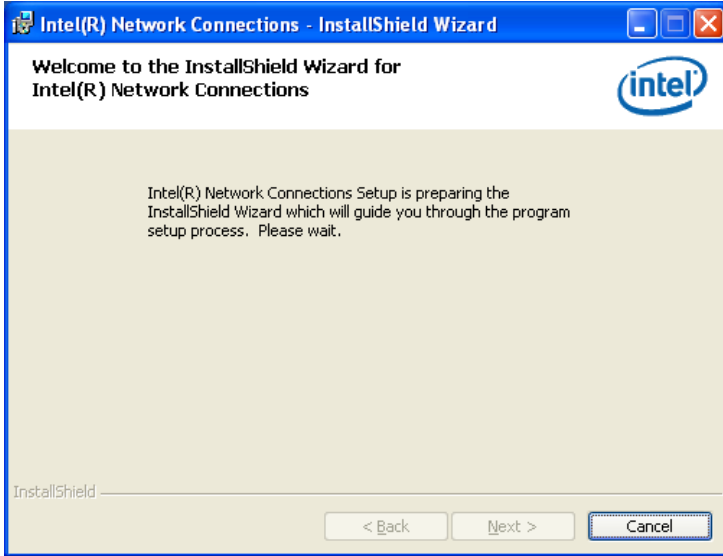 Intel(R) Network Connections - InstallShield Wizard
Welcome to the InstallShield Wizard for
Intel(R) Network Connections
intel
Intel(R) Network Connections Setup is preparing the
InstallShield Wizard which will guide you through the program
setup process.  Please wait.
InstallShield
< Back
Next >
Cancel